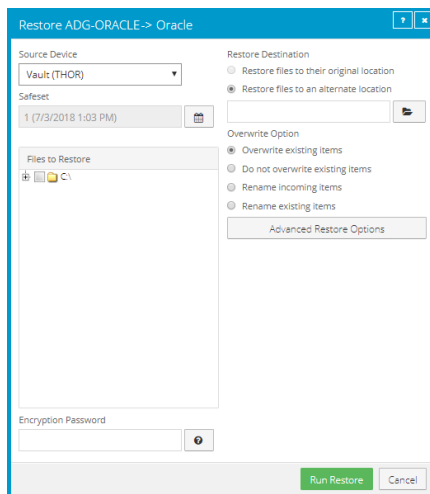 Restore ADG-ORACLE-> Oracle
? ×
Source Device
Vault (THOR)
Safeset
1 (7/3/2018 1:03 PM)
Files to Restore
C:\
Encryption Password
?
Restore Destination
Restore files to their original location
Restore files to an alternate location
Overwrite Option
Overwrite existing items
Do not overwrite existing items
Rename incoming items
Rename existing items
Advanced Restore Options
Run Restore
Cancel